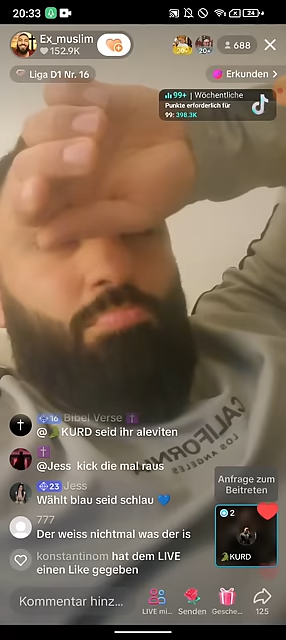 20:33
Ex_muslim
152.9K
20+
688
Liga D1 Nr. 16
Erkunden
99+ | Wöchentliche
Punkte erforderlich für
99: 398.3K
CALIFORNIA
LOS ANGELES
16 Bibel Verse ✝️
@🐊KURD seid ihr aleviten
✝️
@Jess kick die mal raus
23 Jess
Wählt blau seid schlau 💙
777
Der weiss nichtmal was der is
konstantinom hat dem LIVE
einen Like gegeben
Anfrage zum
Beitreten
2
🐊KURD
Kommentar hinz...
LIVE mi...
Senden
Gesche...
125